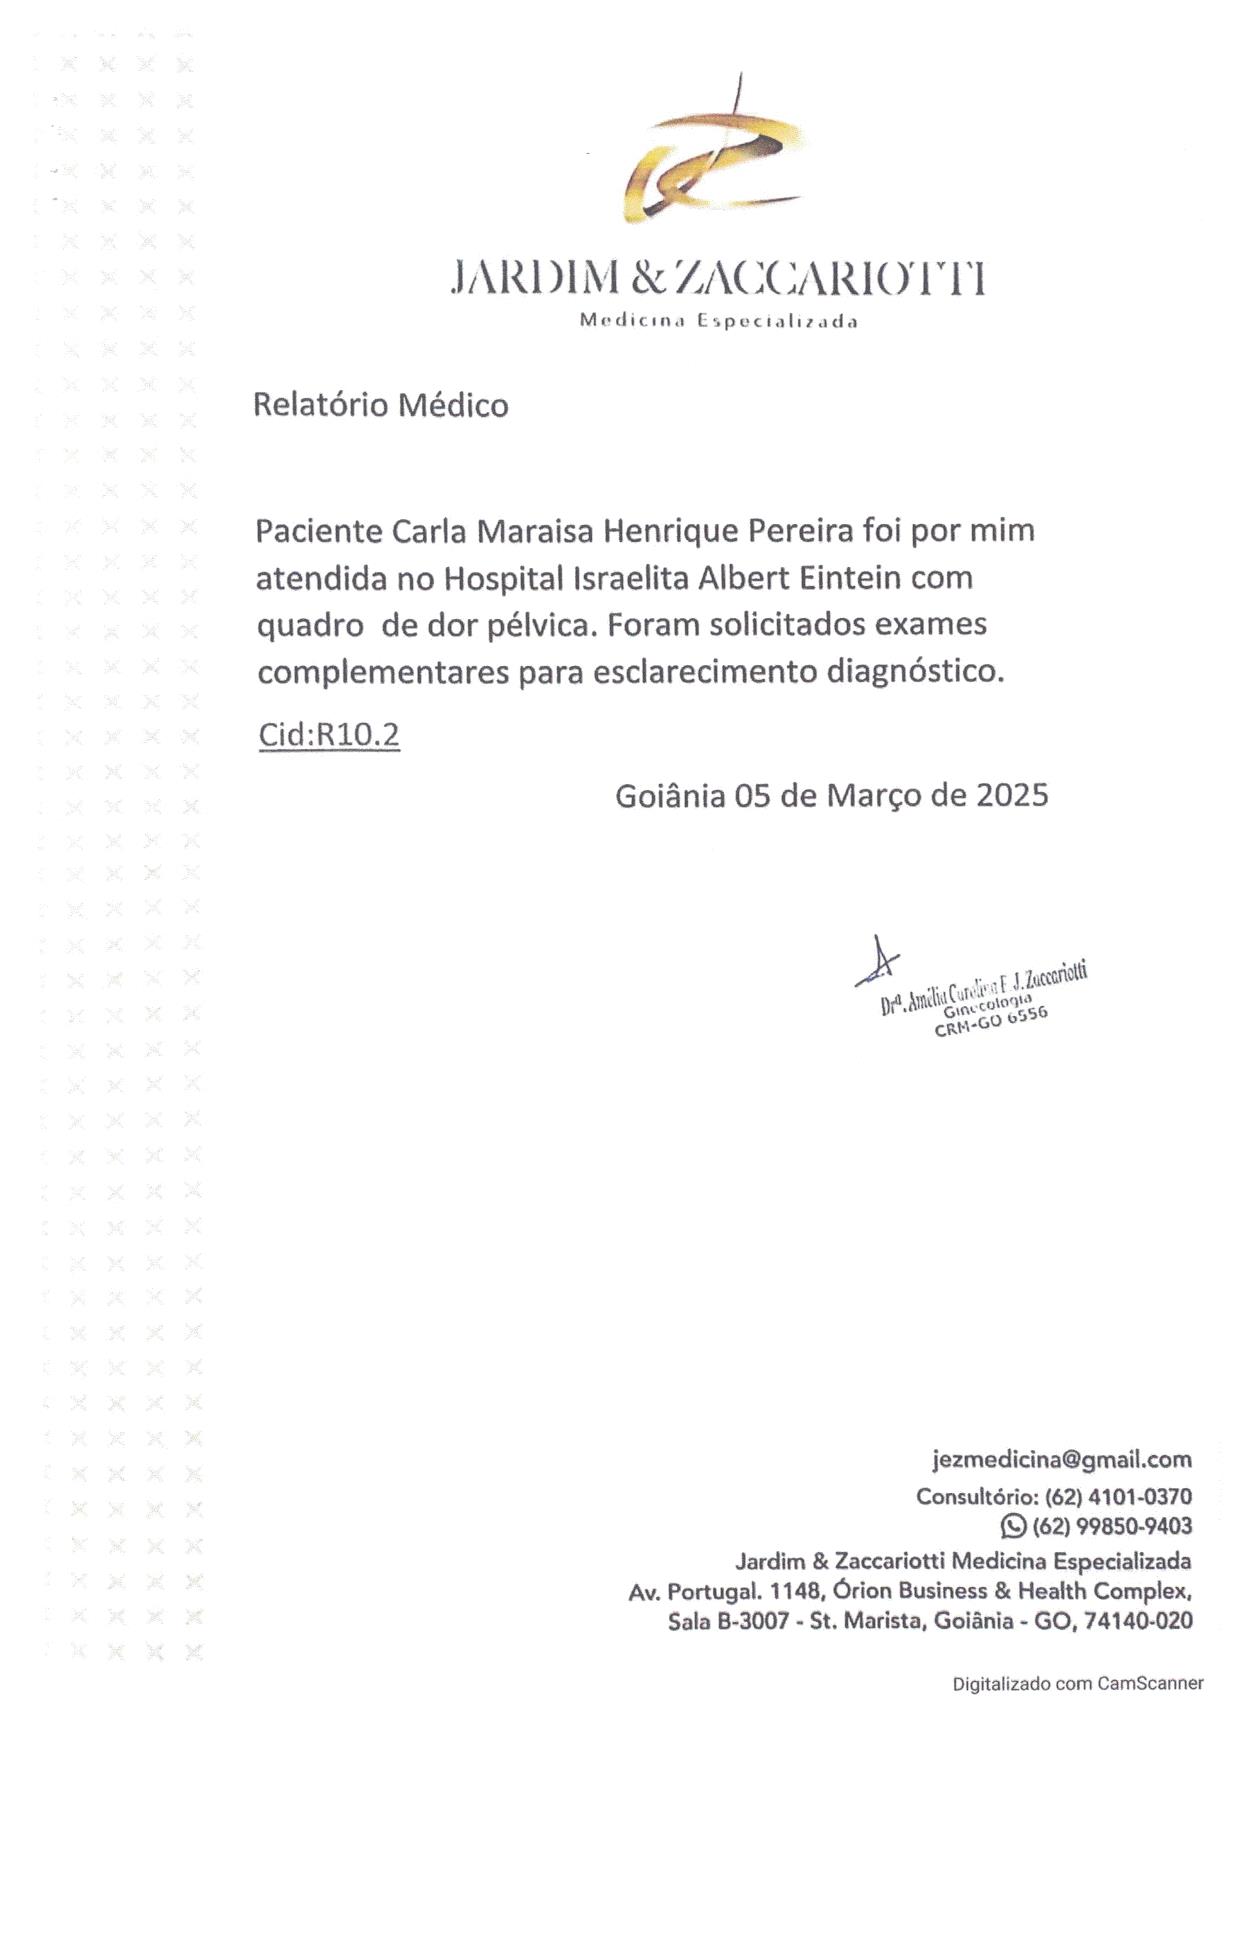 JARDIM & ZACCARIOTTI
Medicina Especializada
Relatório Médico
Paciente Carla Maraisa Henrique Pereira foi por mim
atendida no Hospital Israelita Albert Eintein com
quadro  de dor pélvica. Foram solicitados exames
complementares para esclarecimento diagnóstico.
Cid:R10.2
Goiânia 05 de Março de 2025
Drª. Amélia Carolina F. J. Zaccariotti
Ginecologia
CRM-GO 6556
jezmedicina@gmail.com
Consultório: (62) 4101-0370
(62) 99850-9403
Jardim & Zaccariotti Medicina Especializada
Av. Portugal. 1148, Órion Business & Health Complex,
Sala B-3007 - St. Marista, Goiânia - GO, 74140-020
Digitalizado com CamScanner